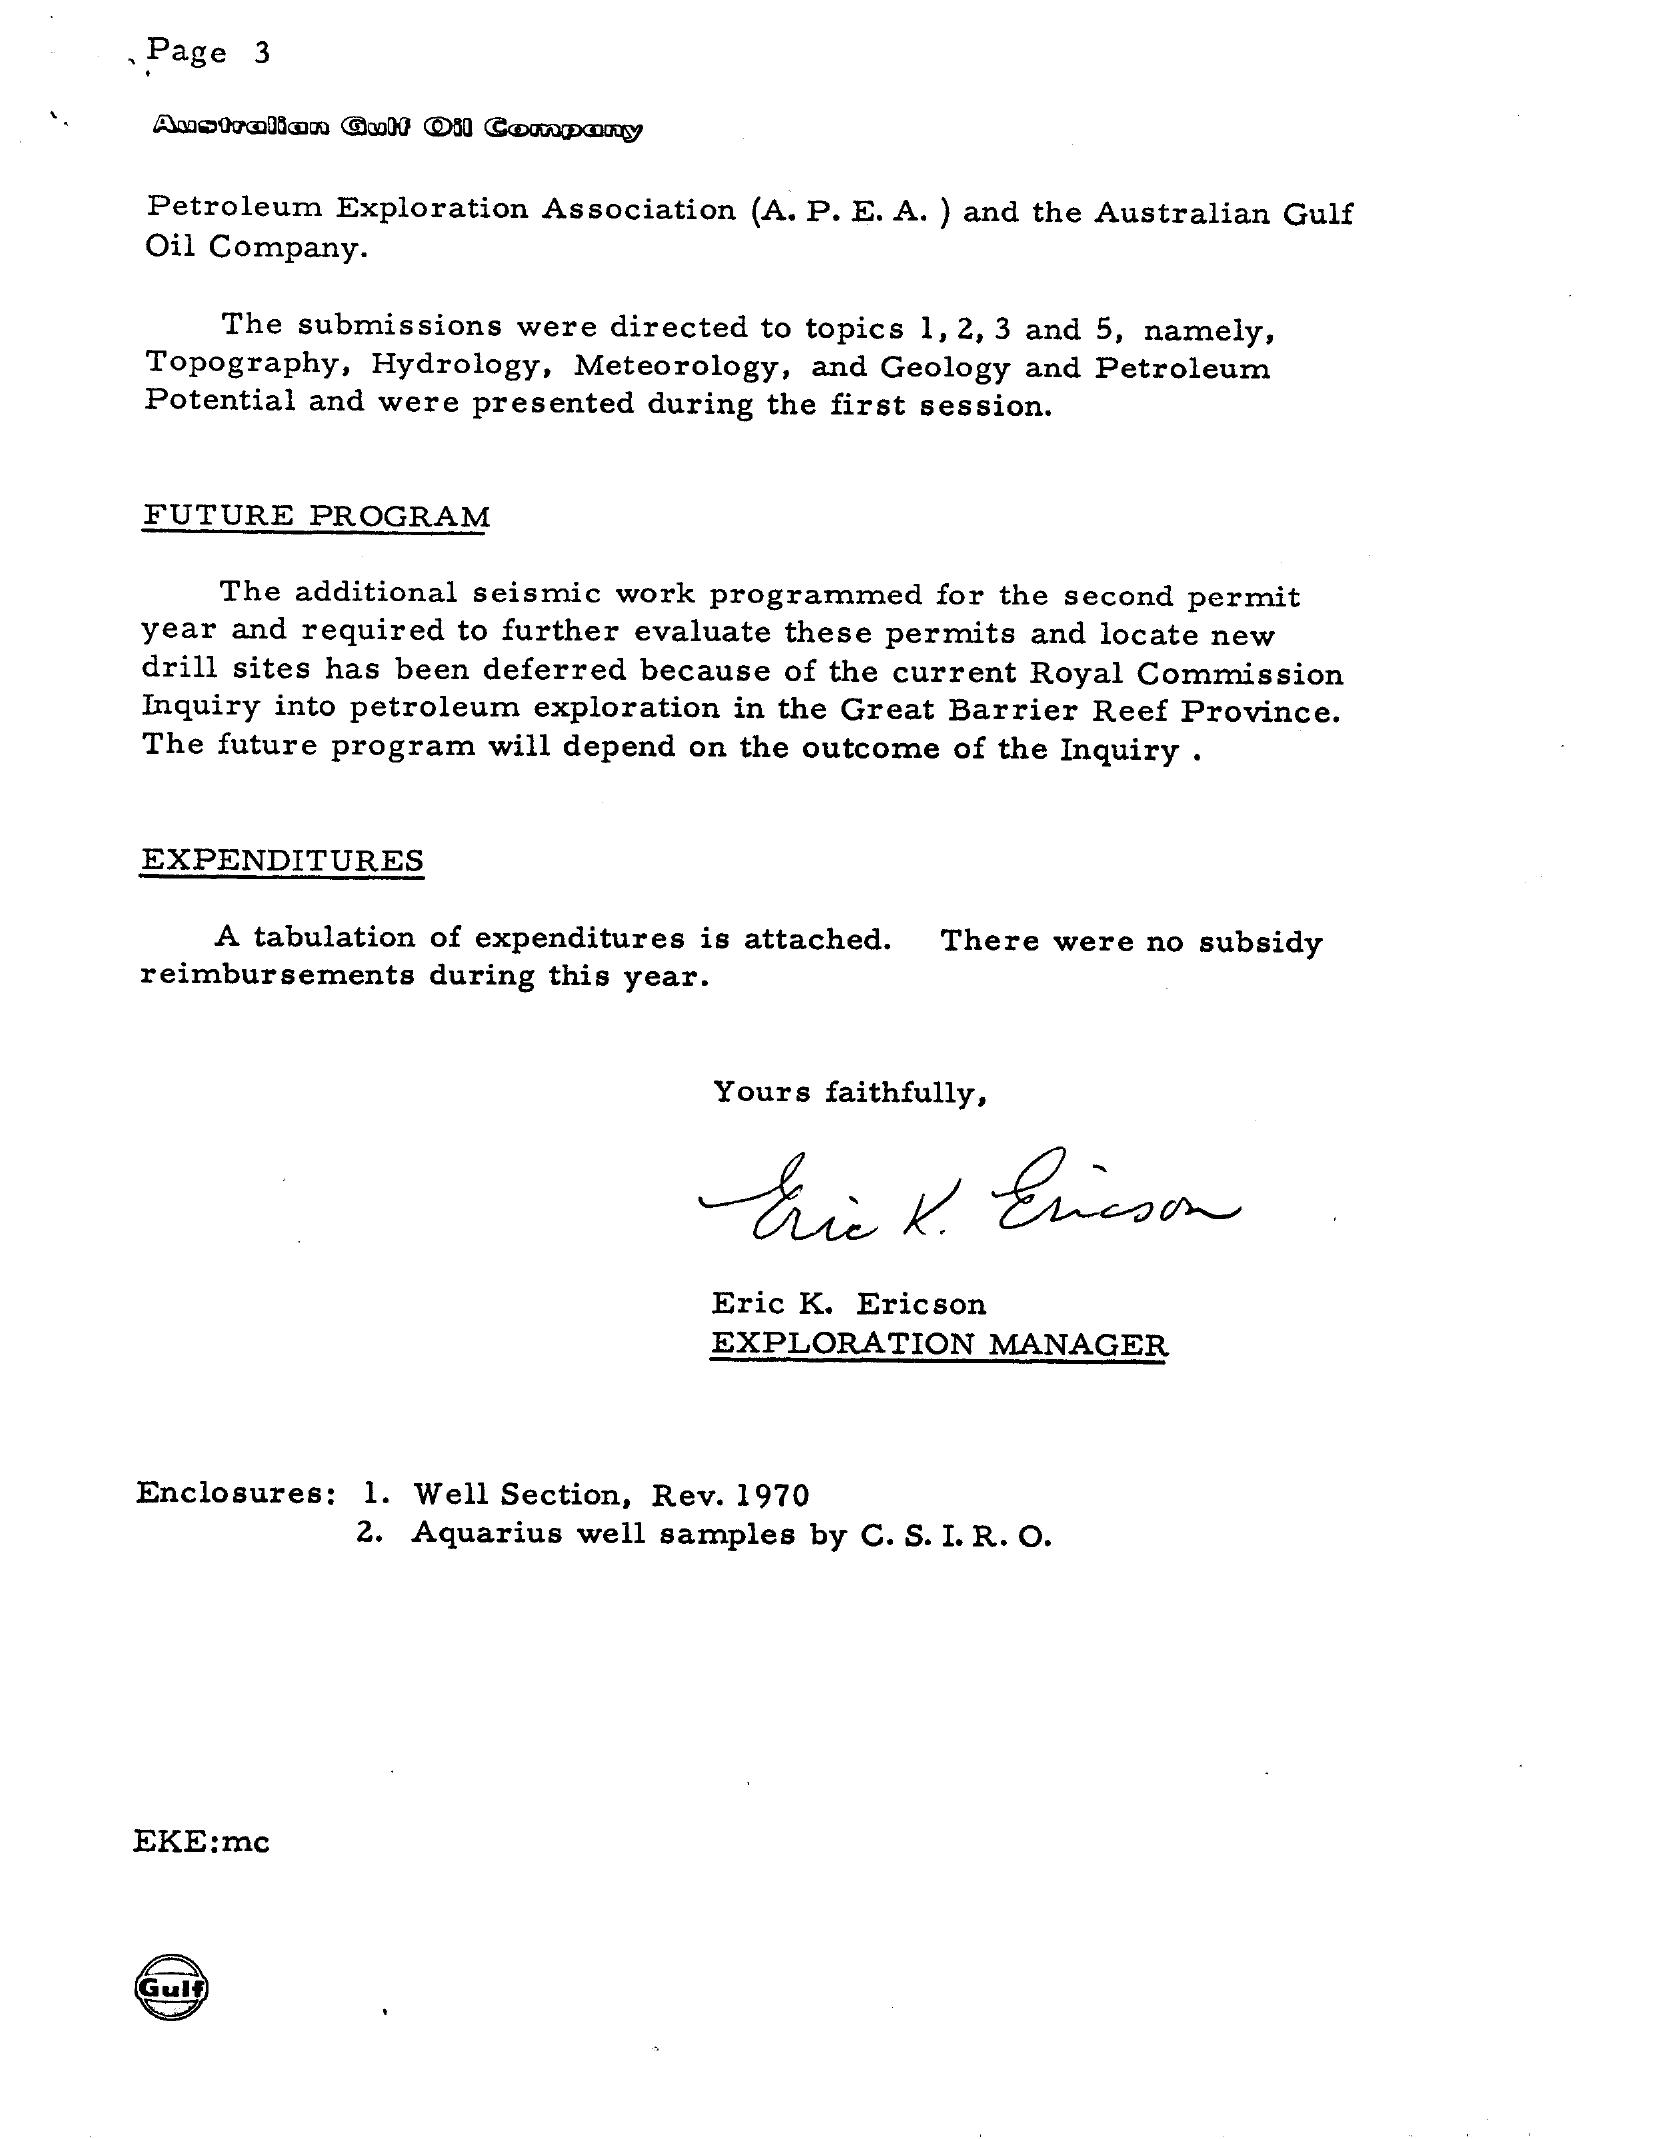 Page 3
Australian Gulf Oil Company
Petroleum Exploration Association (A. P. E. A. ) and the Australian Gulf
Oil Company.
The submissions were directed to topics 1, 2, 3 and 5, namely,
Topography, Hydrology, Meteorology, and Geology and Petroleum
Potential and were presented during the first session.
FUTURE PROGRAM
The additional seismic work programmed for the second permit
year and required to further evaluate these permits and locate new
drill sites has been deferred because of the current Royal Commission
Inquiry into petroleum exploration in the Great Barrier Reef Province.
The future program will depend on the outcome of the Inquiry .
EXPENDITURES
A tabulation of expenditures is attached. There were no subsidy
reimbursements during this year.
Yours faithfully,
Eric K. Ericson
Eric K. Ericson
EXPLORATION MANAGER
Enclosures: 1. Well Section, Rev. 1970
2. Aquarius well samples by C. S. I. R. O.
EKE:mc
Gulf